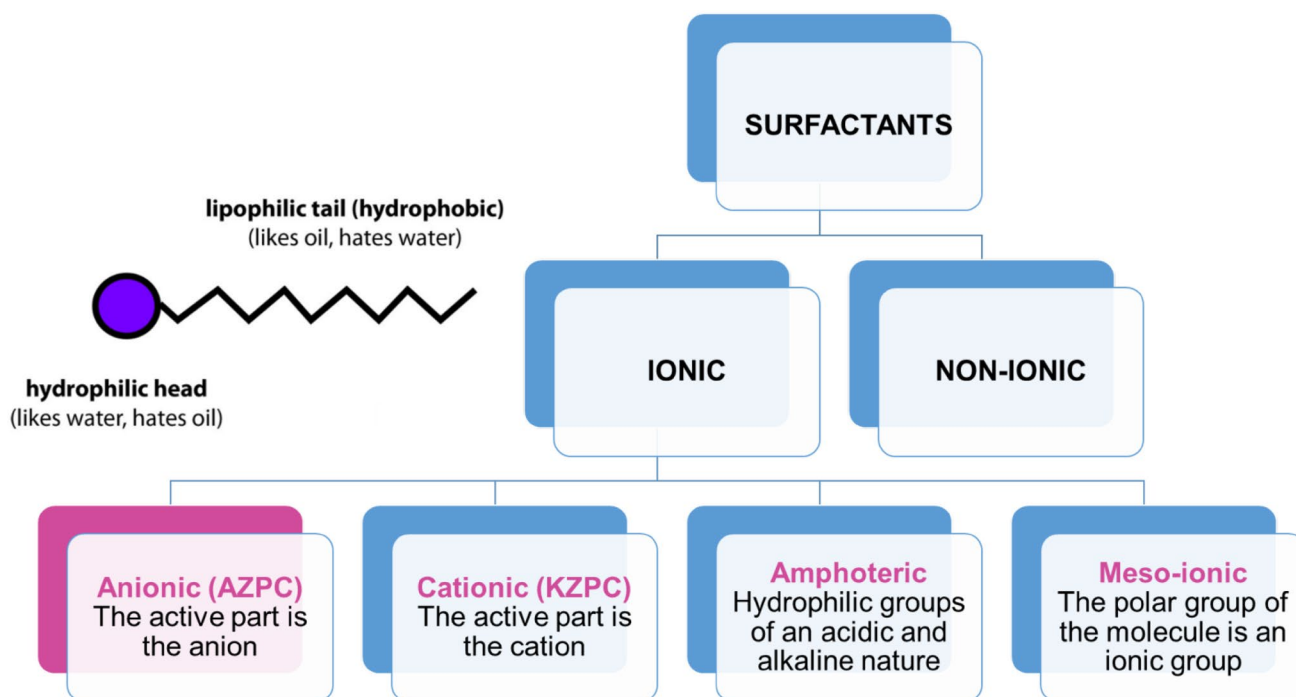 SURFACTANTS
lipophilic tail (hydrophobic)
(likes oil, hates water)
hydrophilic head
(likes water, hates oil)
IONIC
NON-IONIC
Anionic (AZPC)
The active part is
the anion
Cationic (KZPC)
The active part is
the cation
Amphoteric
Hydrophilic groups
of an acidic and
alkaline nature
Meso-ionic
The polar group of
the molecule is an
ionic group